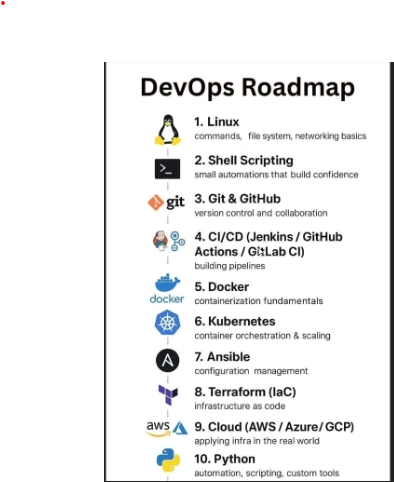 DevOps Roadmap
1. Linux
commands, file system, networking basics
2. Shell Scripting
small automations that build confidence
git
3. Git & GitHub
version control and collaboration
4. CI/CD (Jenkins / GitHub
Actions / GitLab CI)
building pipelines
docker
5. Docker
containerization fundamentals
6. Kubernetes
container orchestration & scaling
7. Ansible
configuration management
8. Terraform (IaC)
infrastructure as code
aws
9. Cloud (AWS / Azure/ GCP)
applying infra in the real world
10. Python
automation, scripting, custom tools